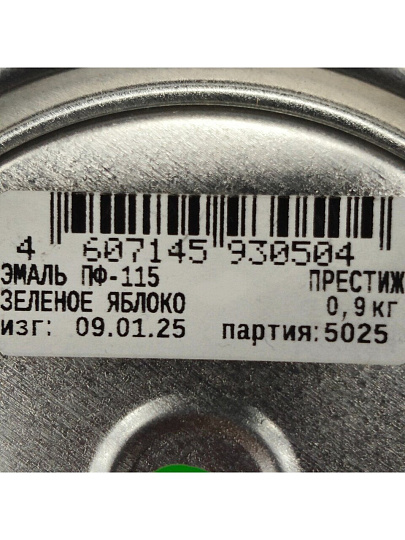 4 607145 930504
ЭМАЛЬ ПФ-115 ПРЕСТИЖ
ЗЕЛЕНОЕ ЯБЛОКО 0,9кг
изг: 09.01.25 партия:5025